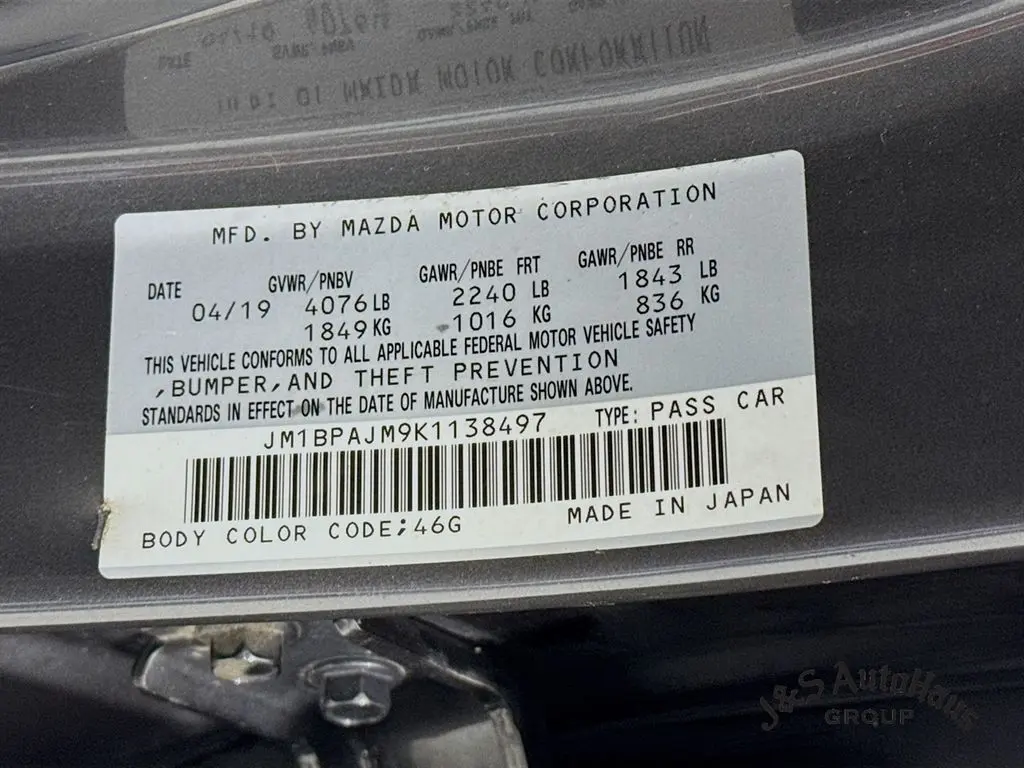 MFD. BY MAZDA MOTOR CORPORATION
DATE GVWR/PNBV GAWR/PNBE FRT GAWR/PNBE RR
04/19 4076 LB 2240 LB 1843 LB
1849 KG 1016 KG 836 KG
THIS VEHICLE CONFORMS TO ALL APPLICABLE FEDERAL MOTOR VEHICLE SAFETY
,BUMPER,AND THEFT PREVENTION
STANDARDS IN EFFECT ON THE DATE OF MANUFACTURE SHOWN ABOVE.
JM1BPAJM9K1138497 TYPE: PASS CAR
BODY COLOR CODE;46G MADE IN JAPAN
J&S AutoHaus
GROUP